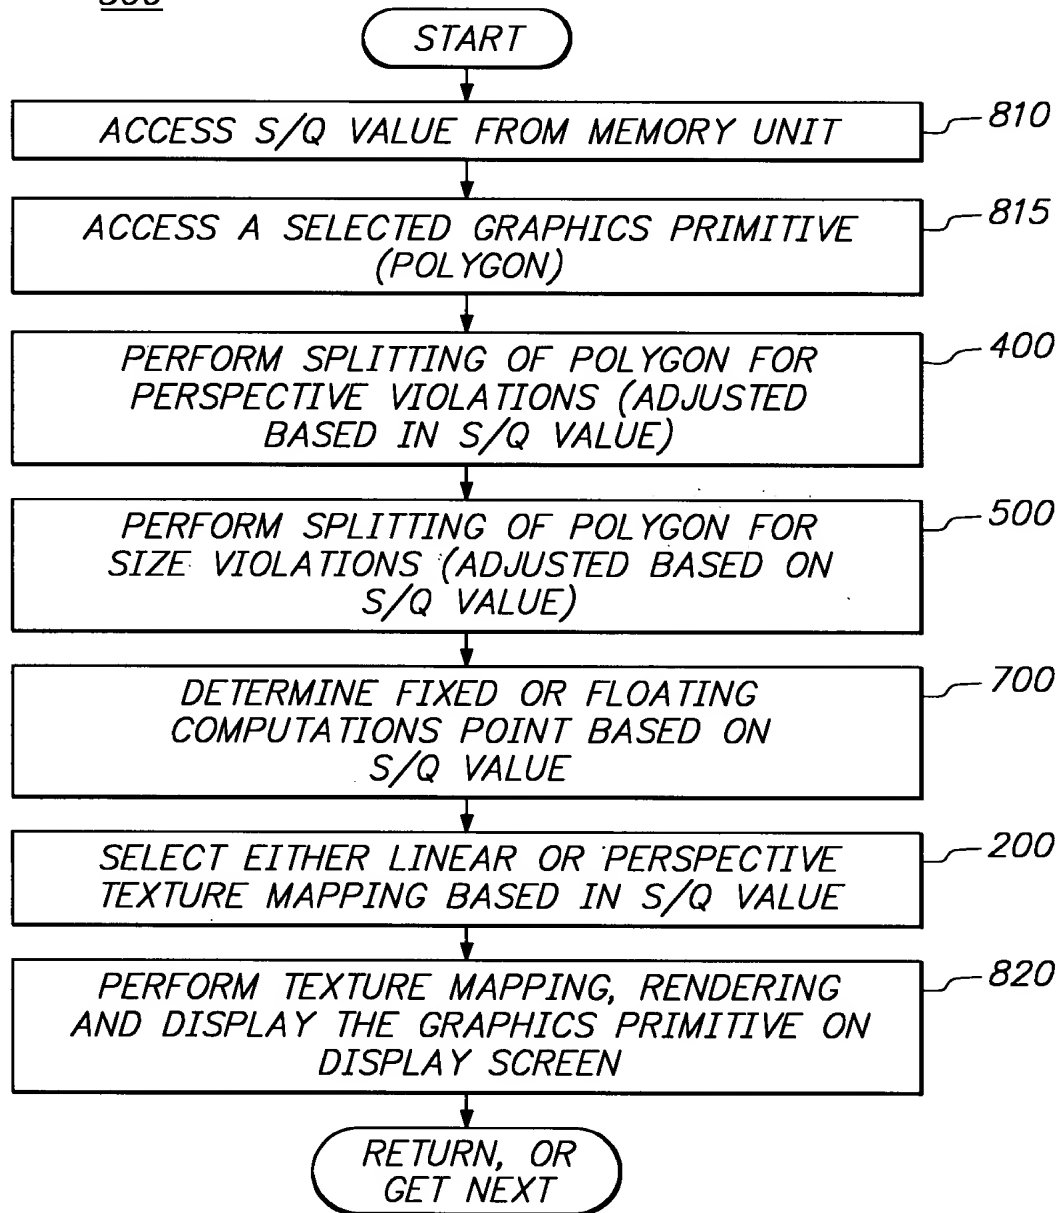 START
ACCESS S/Q VALUE FROM MEMORY UNIT
810
ACCESS A SELECTED GRAPHICS PRIMITIVE
(POLYGON)
815
PERFORM SPLITTING OF POLYGON FOR
PERSPECTIVE VIOLATIONS (ADJUSTED
BASED IN S/Q VALUE)
400
PERFORM SPLITTING OF POLYGON FOR
SIZE VIOLATIONS (ADJUSTED BASED ON
S/Q VALUE)
500
DETERMINE FIXED OR FLOATING
COMPUTATIONS POINT BASED ON
S/Q VALUE
700
SELECT EITHER LINEAR OR PERSPECTIVE
TEXTURE MAPPING BASED IN S/Q VALUE
200
PERFORM TEXTURE MAPPING, RENDERING
AND DISPLAY THE GRAPHICS PRIMITIVE ON
DISPLAY SCREEN
820
RETURN, OR
GET NEXT